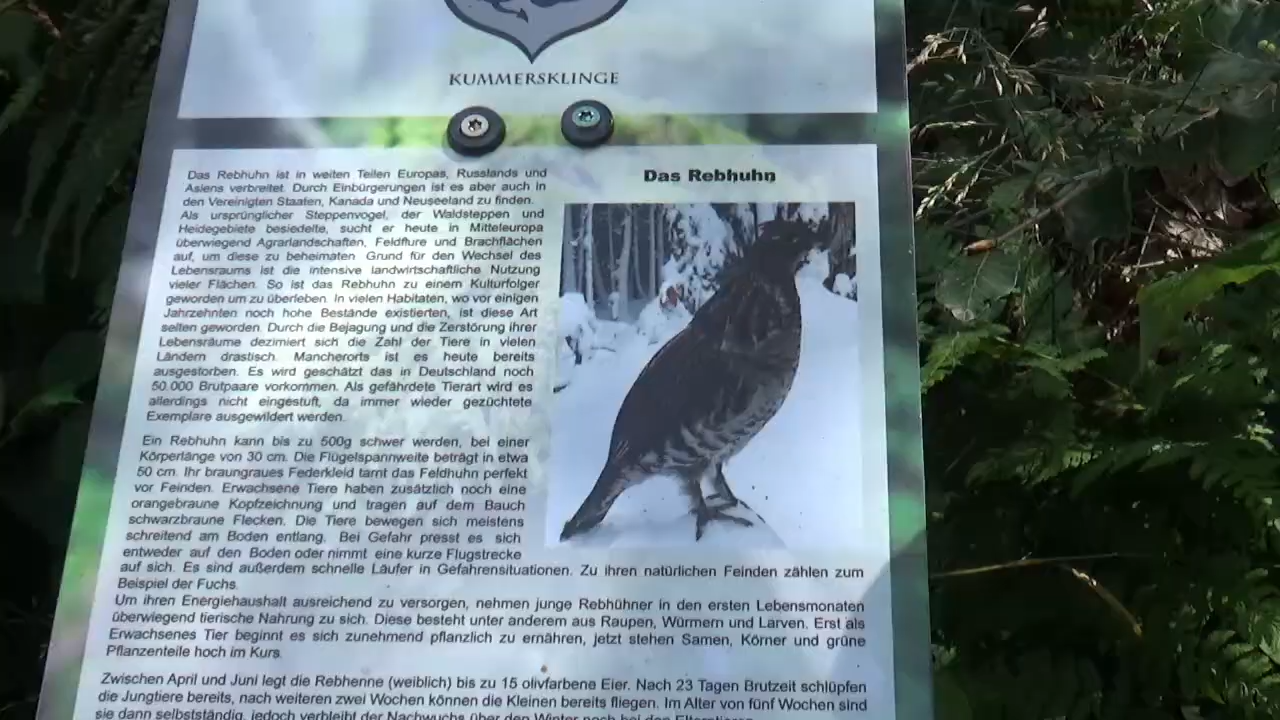 KUMMERSKLINGE
Das Rebhuhn
Das Rebhuhn ist in weiten Teilen Europas, Russlands und
Asiens verbreitet. Durch Einbürgerungen ist es aber auch in
den Vereinigten Staaten, Kanada und Neuseeland zu finden.
Als ursprünglicher Steppenvogel, der Waldsteppen und
Heidegebiete besiedelte, sucht er heute in Mitteleuropa
überwiegend Agrarlandschaften, Feldflure und Brachflächen
auf, um diese zu beheimaten Grund für den Wechsel des
Lebensraums ist die intensive landwirtschaftliche Nutzung
vieler Flächen. So ist das Rebhuhn zu einem Kulturfolger
geworden um zu überleben. In vielen Habitaten, wo vor einigen
Jahrzehnten noch hohe Bestände existierten, ist diese Art
selten geworden. Durch die Bejagung und die Zerstörung ihrer
Lebensräume dezimiert sich die Zahl der Tiere in vielen
Ländern drastisch. Mancherorts ist es heute bereits
ausgestorben. Es wird geschätzt das in Deutschland noch
50.000 Brutpaare vorkommen. Als gefährdete Tierart wird es
allerdings nicht eingestuft, da immer wieder gezüchtete
Exemplare ausgewildert werden.
Ein Rebhuhn kann bis zu 500g schwer werden, bei einer
Körperlänge von 30 cm. Die Flügelspannweite beträgt in etwa
50 cm. Ihr braungraues Federkleid tarnt das Feldhuhn perfekt
vor Feinden. Erwachsene Tiere haben zusätzlich noch eine
orangebraune Kopfzeichnung und tragen auf dem Bauch
schwarzbraune Flecken. Die Tiere bewegen sich meistens
schreitend am Boden entlang. Bei Gefahr presst es sich
entweder auf den Boden oder nimmt eine kurze Flugstrecke
auf sich. Es sind außerdem schnelle Läufer in Gefahrensituationen. Zu ihren natürlichen Feinden zählen zum
Beispiel der Fuchs.
Um ihren Energiehaushalt ausreichend zu versorgen, nehmen junge Rebhühner in den ersten Lebensmonaten
überwiegend tierische Nahrung zu sich. Diese besteht unter anderem aus Raupen, Würmern und Larven. Erst als
Erwachsenes Tier beginnt es sich zunehmend pflanzlich zu ernähren, jetzt stehen Samen, Körner und grüne
Pflanzenteile hoch im Kurs.
Zwischen April und Juni legt die Rebhenne (weiblich) bis zu 15 olivfarbene Eier. Nach 23 Tagen Brutzeit schlüpfen
die Jungtiere bereits, nach weiteren zwei Wochen können die Kleinen bereits fliegen. Im Alter von fünf Wochen sind
sie dann selbstständig, jedoch verbleibt der Nachwuchs über den Winter noch bei den Elterntieren.